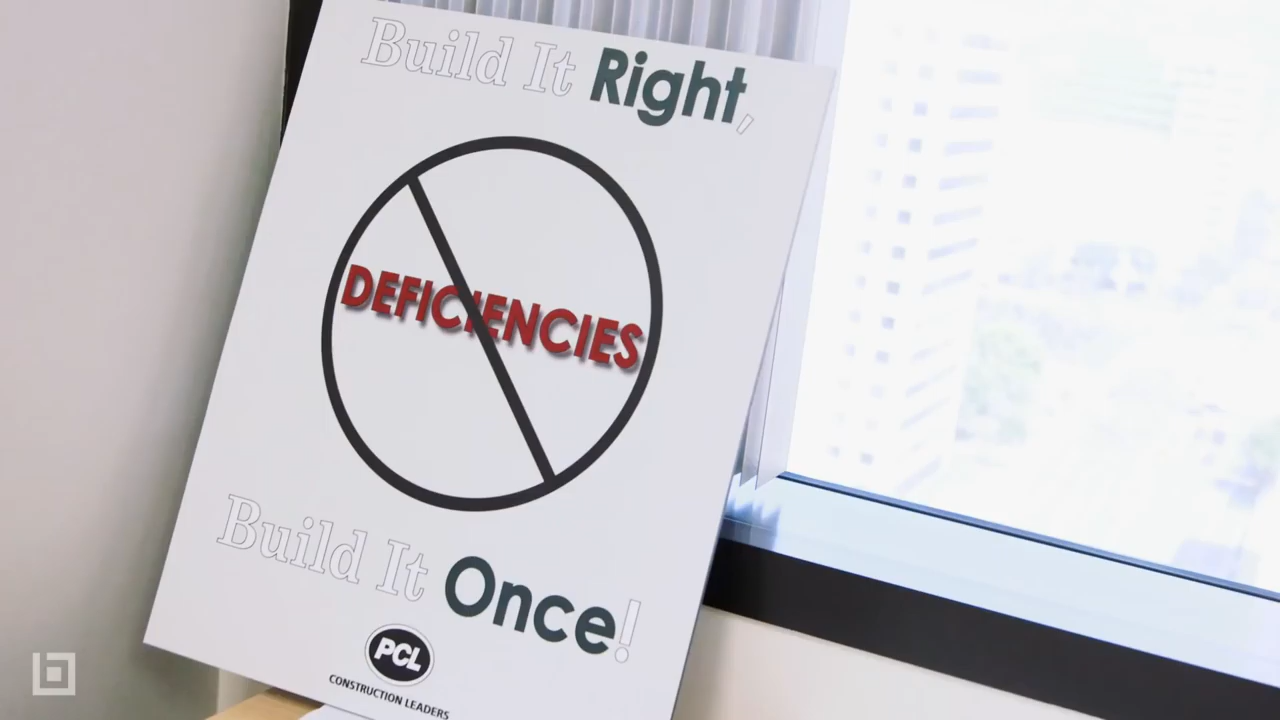 Build It Right,
DEFICIENCIES
Build It Once!
PCL
CONSTRUCTION LEADERS